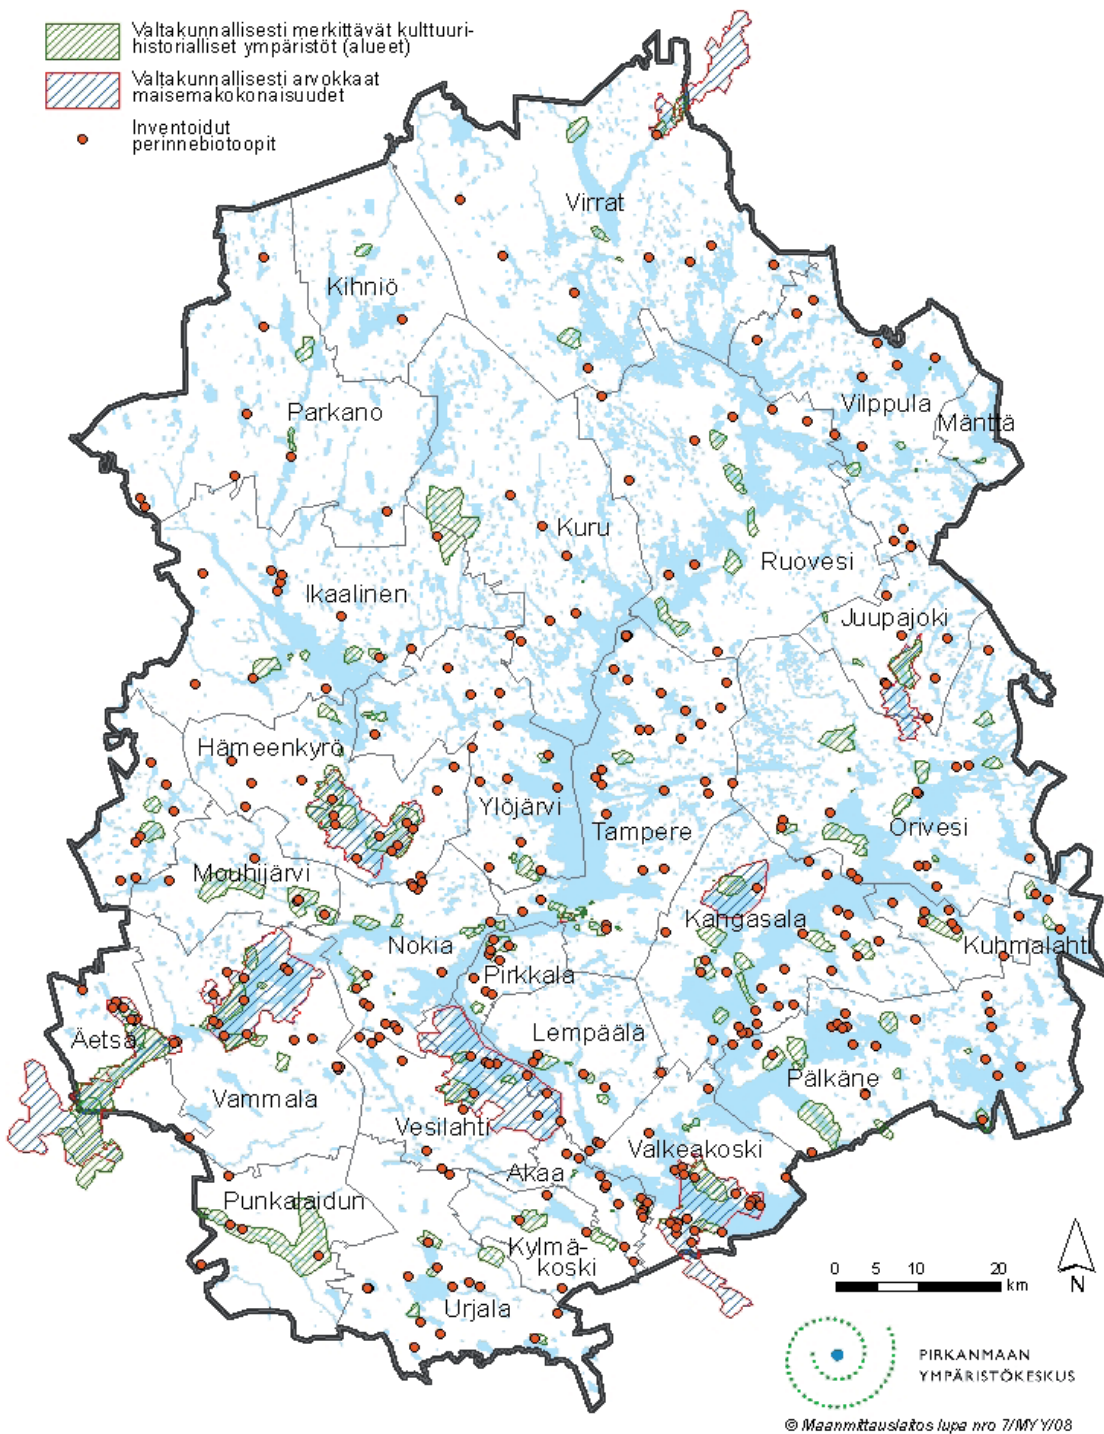 Valtakunnallisesti merkittävät kulttuuri-
historialliset ympäristöt (alueet)
Valtakunnallisesti arvokkaat
maisemakokonaisuudet
Inventoidut
perinnebiotoopit
Virrat
Kihniö
Parkano
Vilppula
Mänttä
Kuru
Ruovesi
Ikaalinen
Juupajoki
Hämeenkyrö
Ylöjärvi
Tampere
Orivesi
Mouhijärvi
Kangasala
Nokia
Kuhmalahti
Pirkkala
Äetsä
Lempäälä
Vammala
Pälkäne
Vesilahti
Valkeakoski
Akaa
Punkalaidun
Kylmä-
koski
Urjala
0 5 10 20
km
N
PIRKANMAAN
YMPÄRISTÖKESKUS
© Maanmittauslaitos lupa nro 7/MYY/08